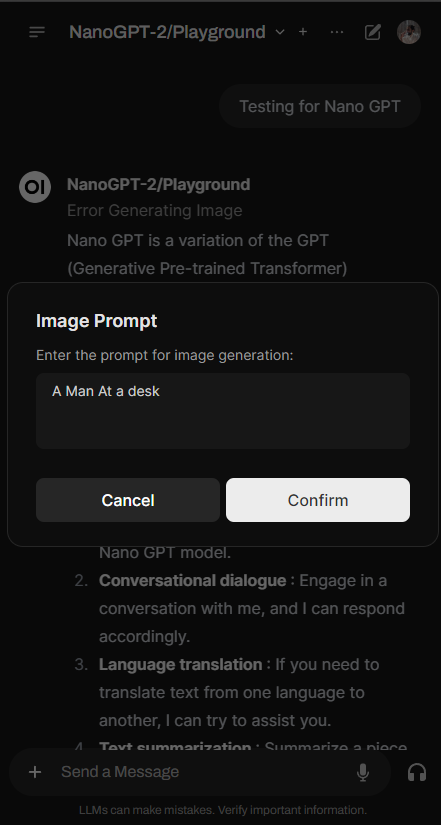 NanoGPT-2/Playground
Testing for Nano GPT
OI
NanoGPT-2/Playground
Error Generating Image
Nano GPT is a variation of the GPT
(Generative Pre-trained Transformer)
Image Prompt
Enter the prompt for image generation:
A Man At a desk
Cancel
Confirm
Nano GPT model.
2. Conversational dialogue : Engage in a
conversation with me, and I can respond
accordingly.
3. Language translation : If you need to
translate text from one language to
another, I can try to assist you.
4. Text summarization : Summarize a piece
Send a Message
LLMs can make mistakes. Verify important information.